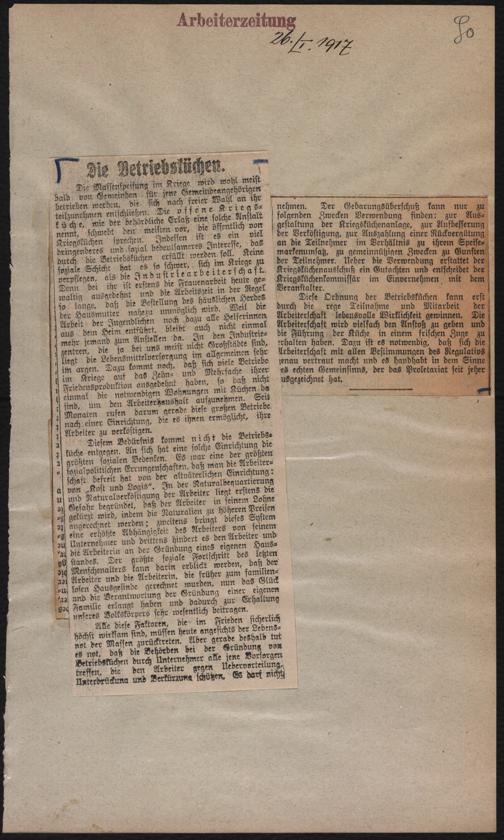 Arbeiterzeitung
26./I. 1917
80
Die Betriebsküchen.
Die Massenspeisung im Kriege wird wohl meist
bald von Gemeinden für jene Gemeindeangehörigen
betrieben werden, die sich nach freier Wahl an ihr
teilzunehmen entschließen. Die offene Kriegs-
küche, wie der behördliche Erlaß eine solche Anstalt
nennt, schwebt den meisten vor, die öffentlich von
Kriegsküchen sprechen. Indessen ist es ein viel
dringenderes und sozial bedeutsameres Interesse, das
durch die Betriebsküchen erfüllt werden soll. Keine
soziale Schicht hat es so schwer, sich im Kriege zu
verpflegen, als die Industriearbeiterschaft.
Denn bei ihr ist erstens die Frauenarbeit heute ge-
waltig ausgedehnt und die Arbeitszeit in der Regel
so lange, daß die Bestellung des häuslichen Herdes
der Hausmutter nahezu unmöglich wird. Weil die
Arbeit der Jugendlichen noch dazu alle Helferinnen
aus dem Heim entführt, bleibt auch nicht einmal
mehr jemand zum Anstellen da. In den Industrie-
zentren, die ja bei uns meist nicht Großstädte sind,
liegt die Lebensmittelversorgung im allgemeinen sehr
im argen. Dazu kommt noch, daß sich viele Betriebe
im Kriege auf das Zehn- und Mehrfache ihrer
Friedensproduktion ausgedehnt haben, so daß nicht
einmal die notwendigen Wohnungen mit Küchen da
sind, um den Arbeiterhaushalt aufzunehmen. Seit
Monaten rufen darum gerade diese großen Betriebe
nach einer Einrichtung, die es ihnen ermöglicht, ihre
Arbeiter zu verköstigen.
Diesem Bedürfnis kommt nicht die Betriebs-
küche entgegen. An sich hat eine solche Einrichtung die
größten sozialen Bedenken. Es war eine der größten
sozialpolitischen Errungenschaften, daß man die Arbeiter-
schaft befreit hat von der altväterlichen Einrichtung:
von „Kost und Logis“. In der Naturalbequartierung
und Naturalverköstigung der Arbeiter liegt erstens die
Gefahr begründet, daß der Arbeiter in seinem Lohne
gekürzt wird, indem die Naturalien zu höheren Preisen
angerechnet werden; zweitens bringt dieses System
eine erhöhte Abhängigkeit des Arbeiters von seinem
Unternehmer und drittens hindert es den Arbeiter und
die Arbeiterin an der Gründung eines eigenen Haus-
standes. Der größte soziale Fortschritt des letzten
Menschenalters kann darin erblickt werden, daß der
Arbeiter und die Arbeiterin, die früher zum familien-
losen Hausgesinde gerechnet wurden, nun das Glück
und die Verantwortung der Gründung einer eigenen
Familie erlangt haben und dadurch zur Erhaltung
unseres Volkskörpers sehr wesentlich beitragen.
Alle diese Faktoren, die im Frieden sicherlich
höchst wirksam sind, müssen heute angesichts der Lebens-
not der Massen zurücktreten. Aber gerade deshalb tut
es not, daß die Behörden bei der Gründung von
Betriebsküchen durch Unternehmer alle jene Vorsorgen
treffen, die den Arbeiter gegen Uebervorteilung,
Unterdrückung und Verkürzung schützen. Es darf nicht
nehmen. Der Gebarungsüberschuß kann nur zu
folgenden Zwecken Verwendung finden: zur Aus-
gestaltung der Kriegsküchenanlage, zur Aufbesserung
der Verköstigung, zur Auszahlung einer Rückvergütung
an die Teilnehmer im Verhältnis zu ihrem Speise-
markenumsatz, zu gemeinnützigen Zwecken zu Gunsten
der Teilnehmer. Ueber die Verwendung erstattet der
Kriegsküchenausschuß ein Gutachten und entscheidet der
Kriegsküchenkommissär im Einvernehmen mit dem
Veranstalter.
Diese Ordnung der Betriebsküchen kann erst
durch die rege Teilnahme und Mitarbeit der
Arbeiterschaft lebensvolle Wirklichkeit gewinnen. Die
Arbeiterschaft wird vielfach den Anstoß zu geben und
die Führung der Küche in einem frischen Zuge zu
erhalten haben. Dazu ist es notwendig, daß sich die
Arbeiterschaft mit allen Bestimmungen des Regulativs
genau vertraut macht und es handhabt in dem Sinne
es echten Gemeinsinns, der das Proletariat seit jeher
ausgezeichnet hat.